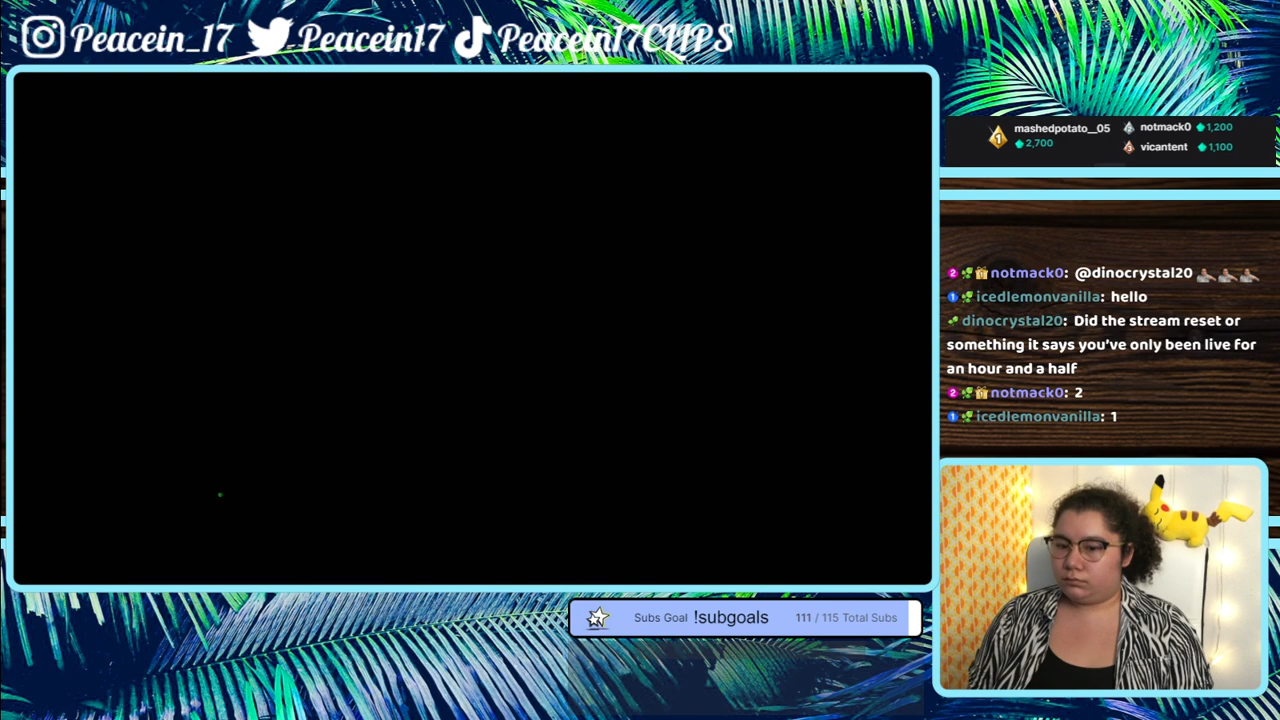 Peacein_17 Peacein17 Peacein17ClIPS
mashedpotato__05
2,700
notmack0 1,200
vicantent 1,100
notmack0: @dinocrystal20
icedlemonvanilla: hello
dinocrystal20: Did the stream reset or
something it says you've only been live for
an hour and a half
notmack0: 2
icedlemonvanilla: 1
Subs Goal !subgoals 111 / 115 Total Subs